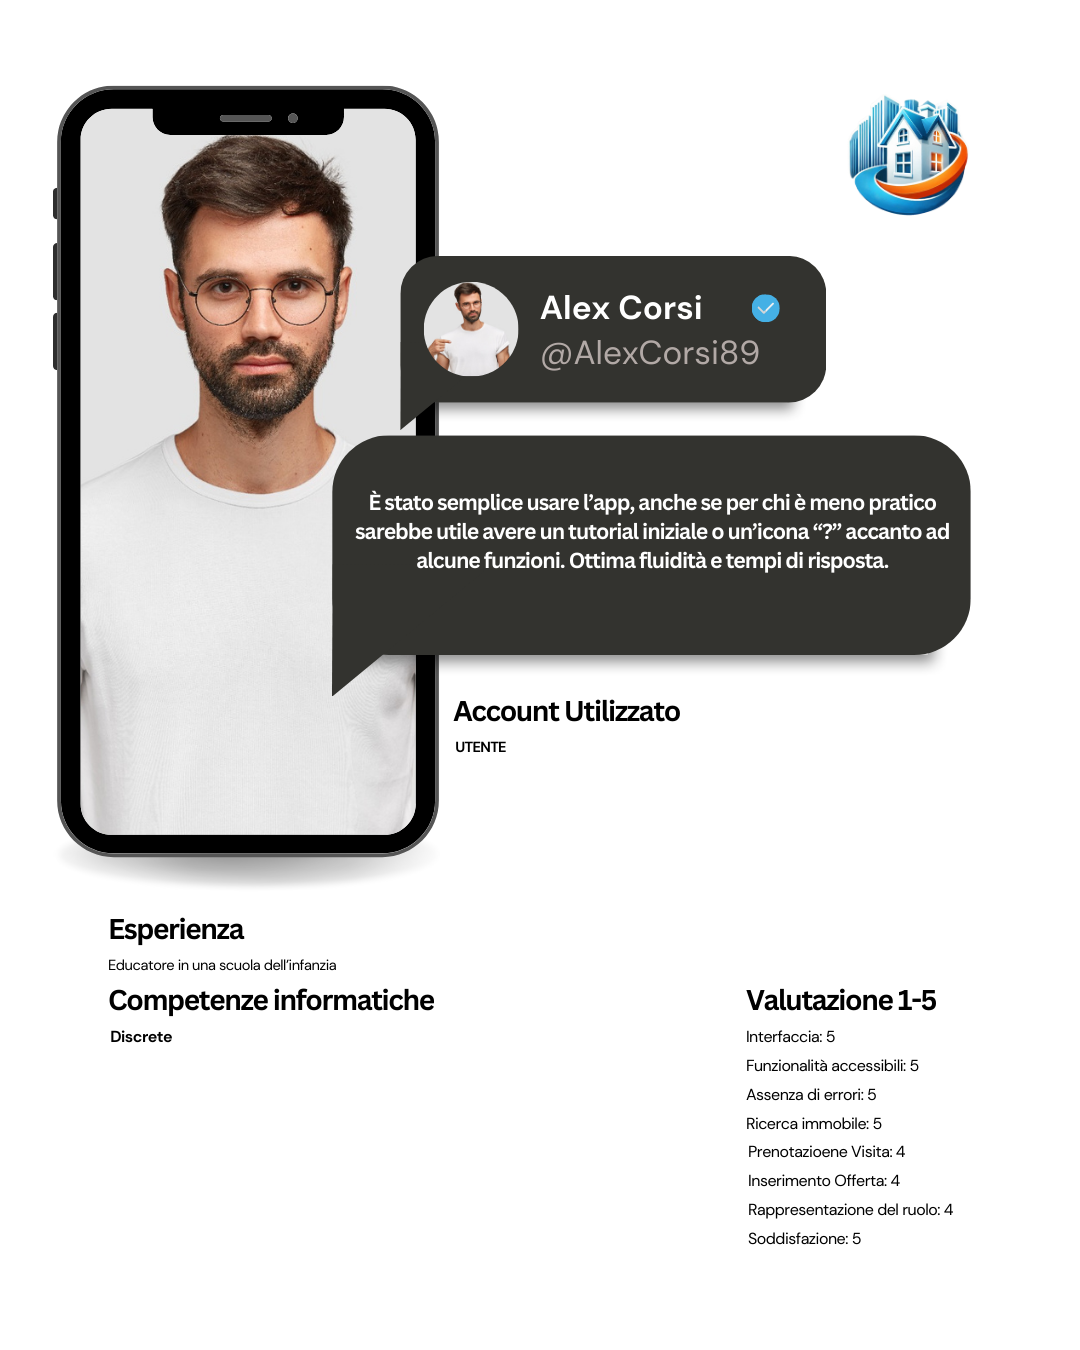 Alex Corsi
@AlexCorsi89
È stato semplice usare l’app, anche se per chi è meno pratico
sarebbe utile avere un tutorial iniziale o un’icona “?” accanto ad
alcune funzioni. Ottima fluidità e tempi di risposta.
Account Utilizzato
UTENTE
Esperienza
Educatore in una scuola dell’infanzia
Competenze informatiche
Discrete
Valutazione 1-5
Interfaccia: 5
Funzionalità accessibili: 5
Assenza di errori: 5
Ricerca immobile: 5
Prenotazioene Visita: 4
Inserimento Offerta: 4
Rappresentazione del ruolo: 4
Soddisfazione: 5